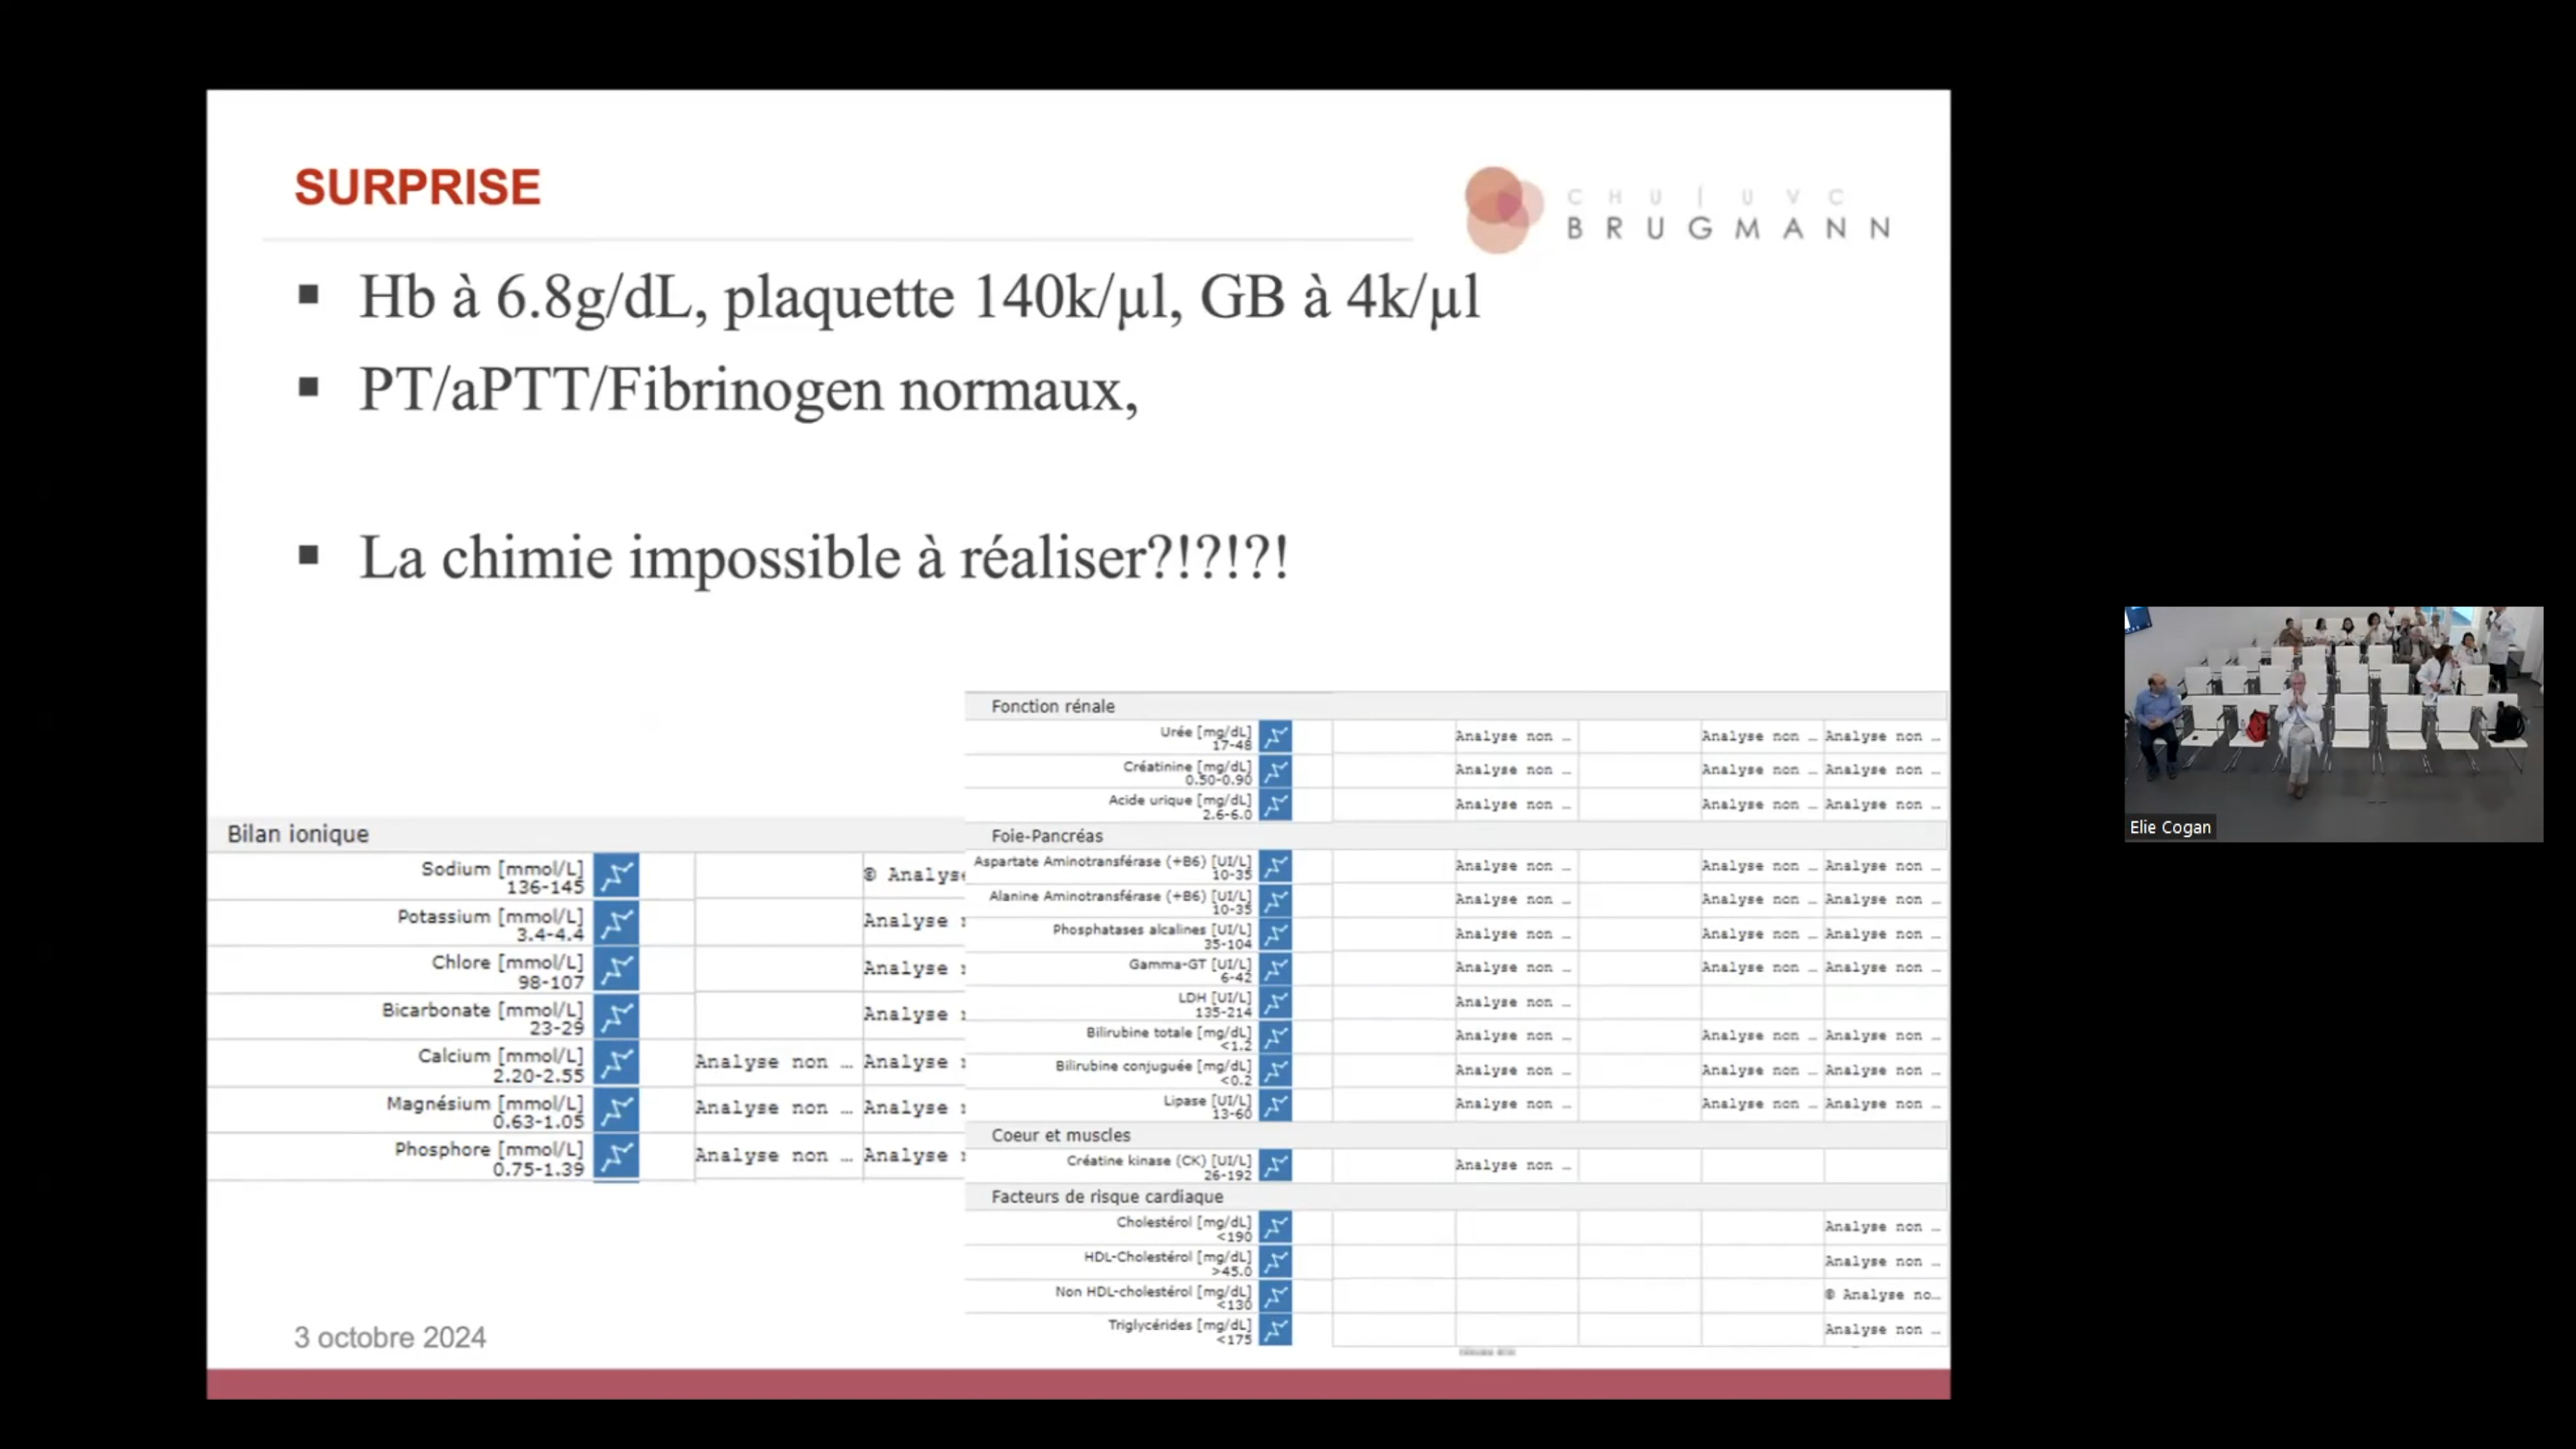 SURPRISE
CHU | UVC
BRUGMANN
▪ Hb à 6.8g/dL, plaquette 140k/µl, GB à 4k/µl
▪ PT/aPTT/Fibrinogen normaux,
▪ La chimie impossible à réaliser?!?!?!
Bilan ionique
Sodium [mmol/L]
136-145
© Analyse
Potassium [mmol/L]
3.4-4.4
Analyse
Chlore [mmol/L]
98-107
Analyse
Bicarbonate [mmol/L]
23-29
Analyse
Calcium [mmol/L]
2.20-2.55
Analyse non … Analyse
Magnésium [mmol/L]
0.63-1.05
Analyse non … Analyse
Phosphore [mmol/L]
0.75-1.39
Analyse non … Analyse
Fonction rénale
Urée [mg/dL]
17-48
Analyse non … Analyse non … Analyse non …
Créatinine [mg/dL]
0.50-0.90
Analyse non … Analyse non … Analyse non …
Acide urique [mg/dL]
2.6-6.0
Analyse non … Analyse non … Analyse non …
Foie-Pancréas
Aspartate Aminotransférase (+B6) [UI/L]
10-35
Analyse non … Analyse non … Analyse non …
Alanine Aminotransférase (+B6) [UI/L]
10-35
Analyse non … Analyse non … Analyse non …
Phosphatases alcalines [UI/L]
35-104
Analyse non … Analyse non … Analyse non …
Gamma-GT [UI/L]
6-42
Analyse non … Analyse non … Analyse non …
LDH [UI/L]
135-214
Analyse non …
Bilirubine totale [mg/dL]
<1.2
Analyse non … Analyse non … Analyse non …
Bilirubine conjuguée [mg/dL]
<0.2
Analyse non … Analyse non … Analyse non …
Lipase [UI/L]
13-60
Analyse non … Analyse non … Analyse non …
Coeur et muscles
Créatine kinase (CK) [UI/L]
26-192
Analyse non …
Facteurs de risque cardiaque
Cholestérol [mg/dL]
<190
Analyse non …
HDL-Cholestérol [mg/dL]
>45.0
Analyse non …
Non HDL-cholestérol [mg/dL]
<130
© Analyse no…
Triglycérides [mg/dL]
<175
Analyse non …
3 octobre 2024
Elie Cogan